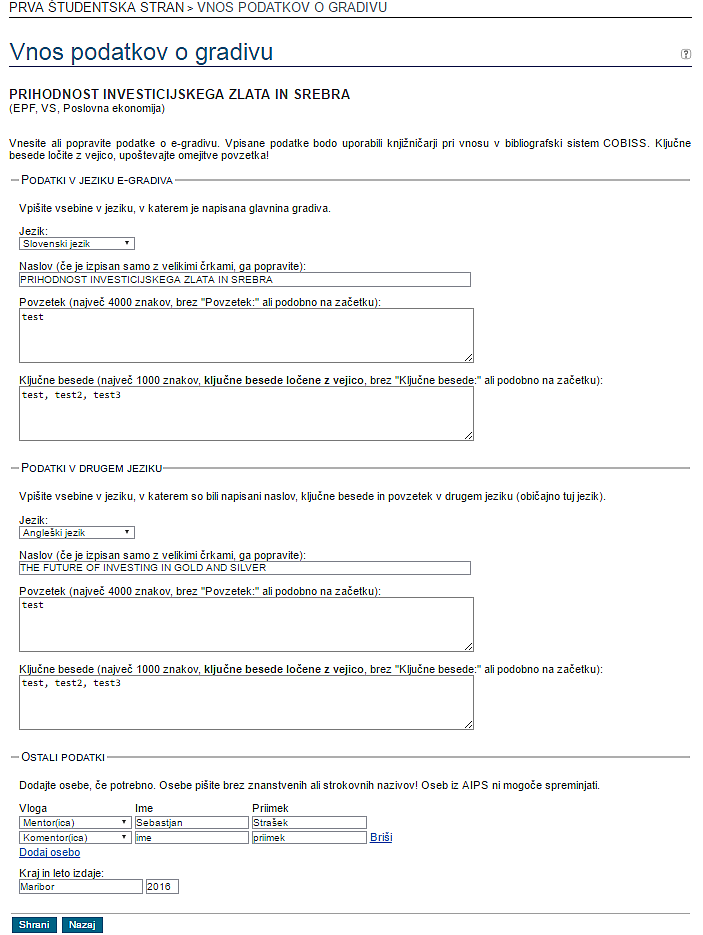 PRVA ŠTUDENTSKA STRAN > VNOS PODATKOV O GRADIVU
Vnos podatkov o gradivu
?
PRIHODNOST INVESTICIJSKEGA ZLATA IN SREBRA
(EPF, VS, Poslovna ekonomija)
Vnesite ali popravite podatke o e-gradivu. Vpisane podatke bodo uporabili knjižničarji pri vnosu v bibliografski sistem COBISS. Ključne
besede ločite z vejico, upoštevajte omejitve povzetka!
PODATKI V JEZIKU E-GRADIVA
Vpišite vsebine v jeziku, v katerem je napisana glavnina gradiva.
Jezik:
Slovenski jezik
Naslov (če je izpisan samo z velikimi črkami, ga popravite):
PRIHODNOST INVESTICIJSKEGA ZLATA IN SREBRA
Povzetek (največ 4000 znakov, brez "Povzetek:" ali podobno na začetku):
test
Ključne besede (največ 1000 znakov, ključne besede ločene z vejico, brez "Ključne besede:" ali podobno na začetku):
test, test2, test3
PODATKI V DRUGEM JEZIKU
Vpišite vsebine v jeziku, v katerem so bili napisani naslov, ključne besede in povzetek v drugem jeziku (običajno tuj jezik).
Jezik:
Angleški jezik
Naslov (če je izpisan samo z velikimi črkami, ga popravite):
THE FUTURE OF INVESTING IN GOLD AND SILVER
Povzetek (največ 4000 znakov, brez "Povzetek:" ali podobno na začetku):
test
Ključne besede (največ 1000 znakov, ključne besede ločene z vejico, brez "Ključne besede:" ali podobno na začetku):
test, test2, test3
OSTALI PODATKI
Dodajte osebe, če potrebno. Osebe pišite brez znanstvenih ali strokovnih nazivov! Oseb iz AIPS ni mogoče spreminjati.
Vloga Ime Priimek
Mentor(ica) Sebastjan Strašek
Komentor(ica) ime priimek Briši
Dodaj osebo
Kraj in leto izdaje:
Maribor 2016
Shrani Nazaj